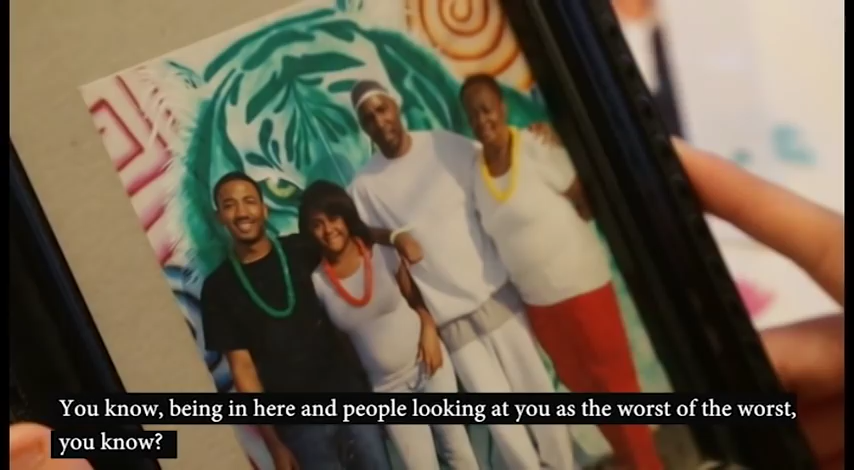 You know, being in here and people looking at you as the worst of the worst,
you know?